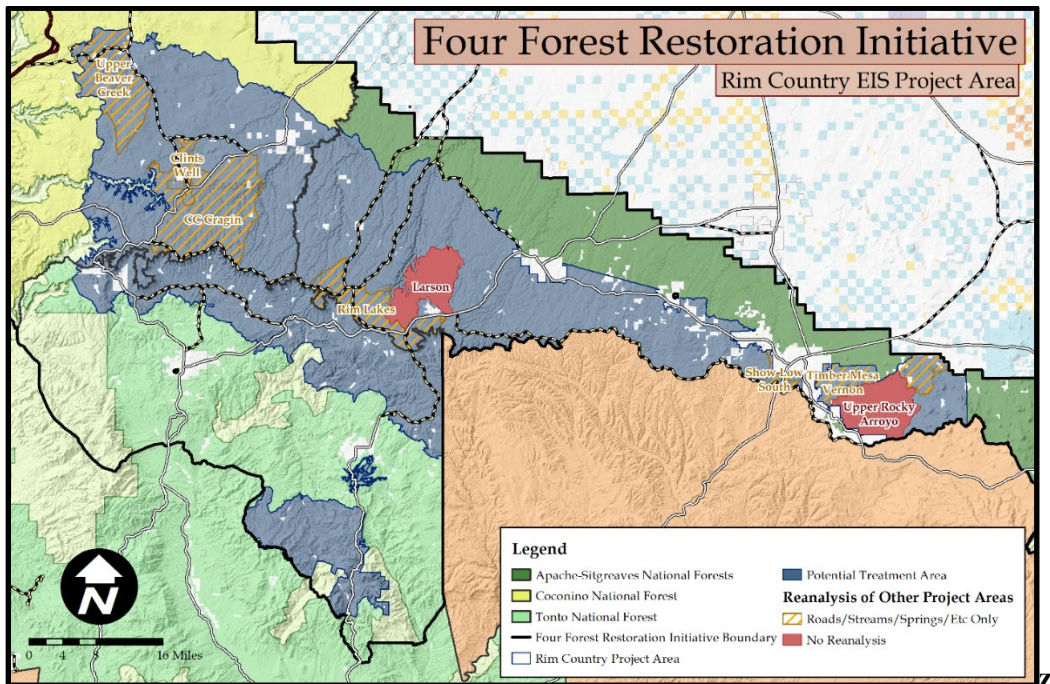 Four Forest Restoration Initiative
Rim Country EIS Project Area
Upper
Beaver
Creek
Clints
Well
CC Gragin
Rim Lakes
Larson
Show Low
South
Timber Mesa
Vernon
Upper Rocky
Arroyo
N
0 4 8 16 Miles
Legend
Apache-Sitgreaves National Forests
Coconino National Forest
Tonto National Forest
Four Forest Restoration Initiative Boundary
Rim Country Project Area
Potential Treatment Area
Reanalysis of Other Project Areas
Roads/Streams/Springs/Etc Only
No Reanalysis
z